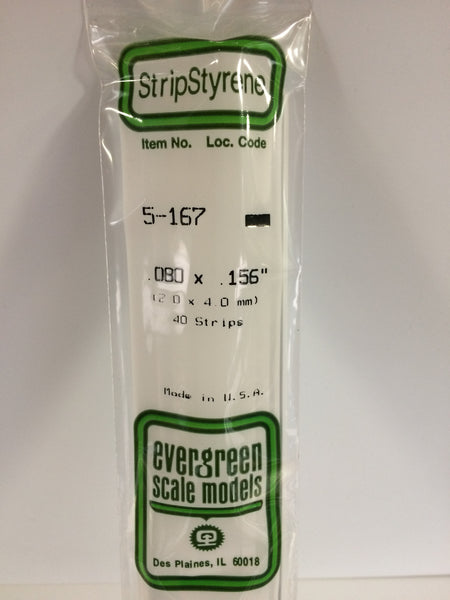 StripStyrene
Item No. Loc. Code
5-167
.080 x .156"
(2.0 x 4.0 mm)
40 Strips
Made in U.S.A.
evergreen
scale models
Des Plaines, IL 60018